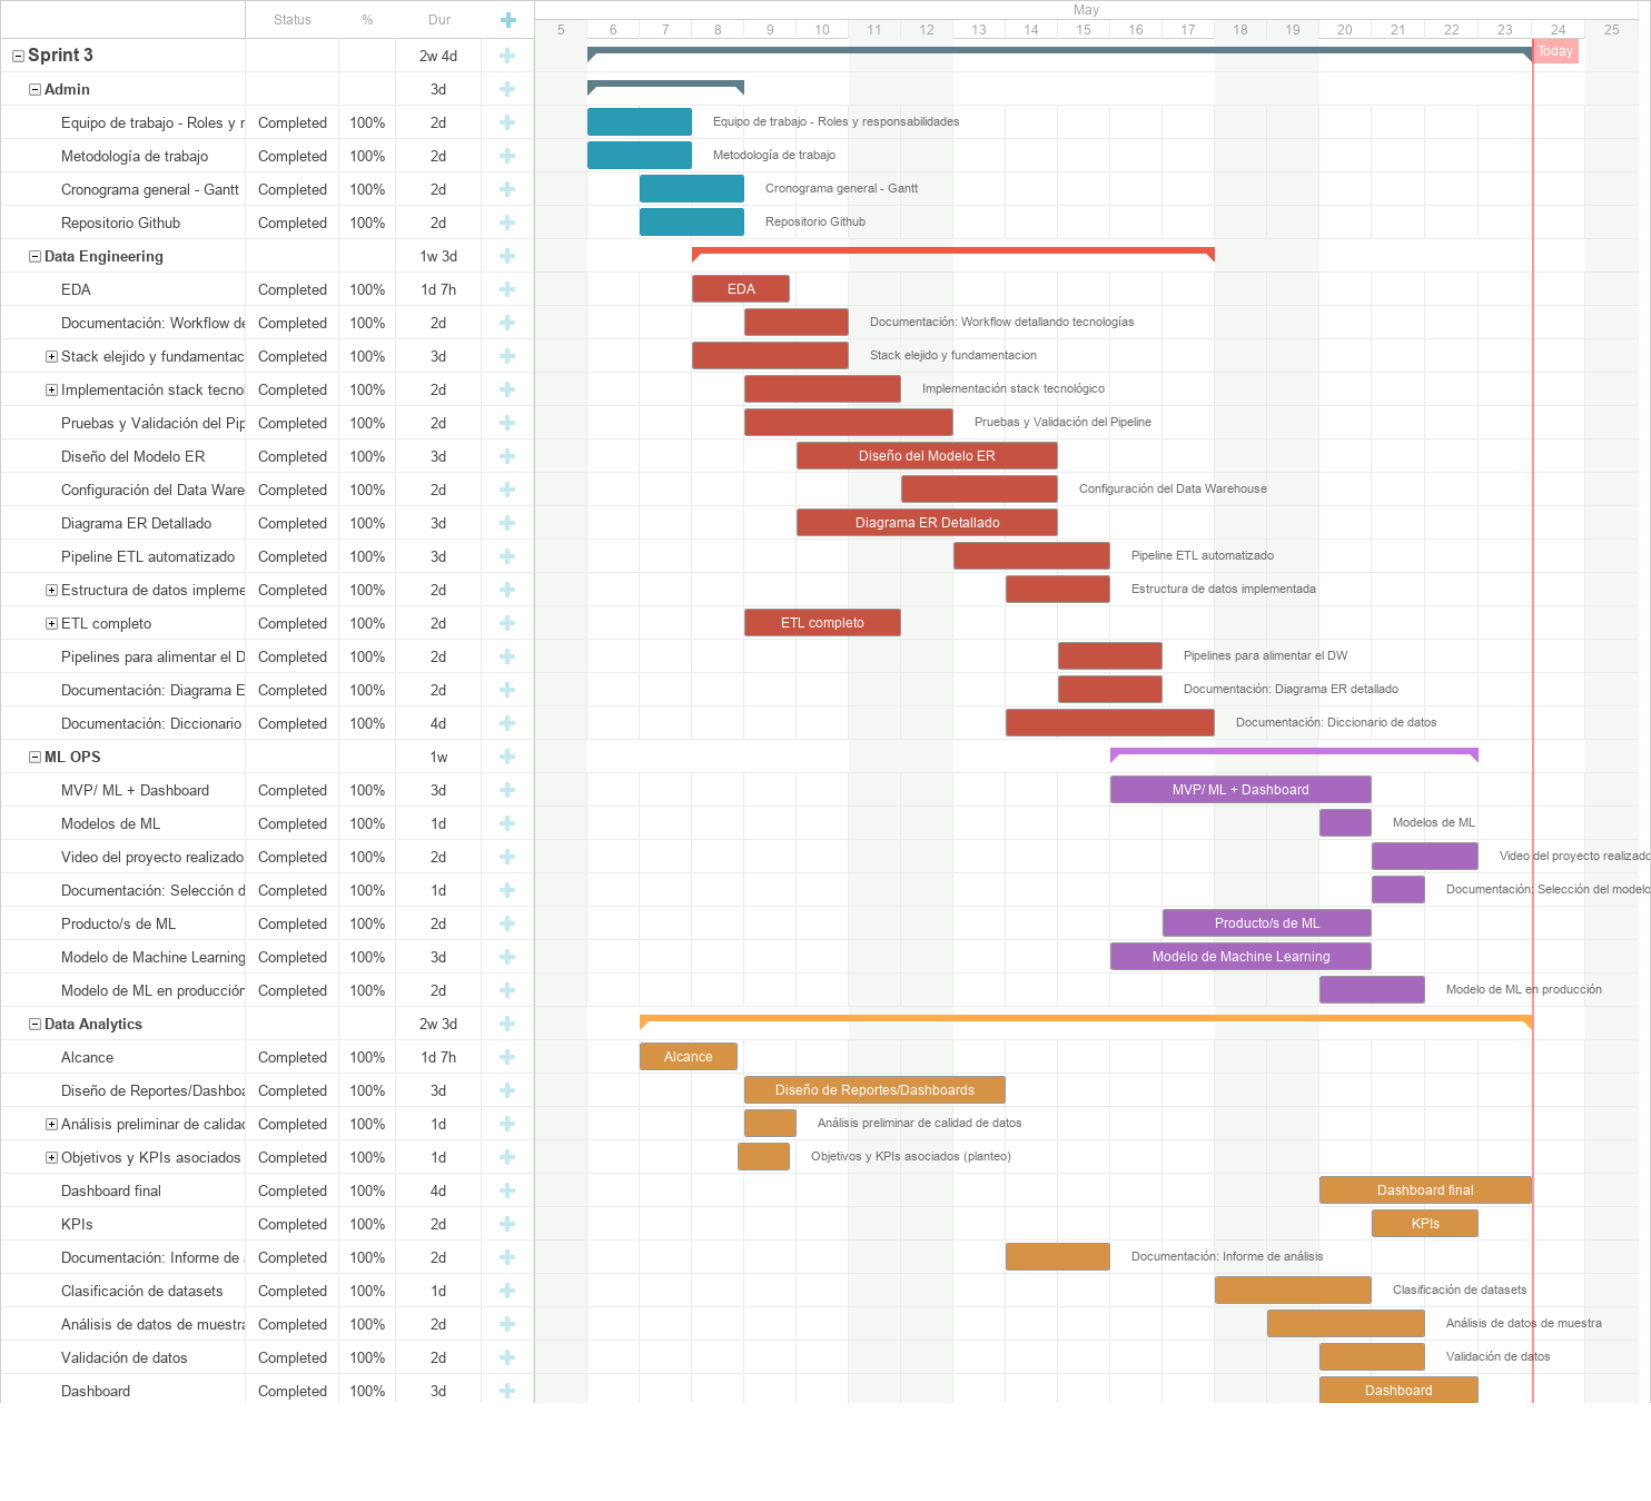 May
Status % Dur
5 6 7 8 9 10 11 12 13 14 15 16 17 18 19 20 21 22 23 24 25
Sprint 3 2w 4d Today
Admin 3d
Equipo de trabajo - Roles y r Completed 100% 2d Equipo de trabajo - Roles y responsabilidades
Metodología de trabajo Completed 100% 2d Metodología de trabajo
Cronograma general - Gantt Completed 100% 2d Cronograma general - Gantt
Repositorio Github Completed 100% 2d Repositorio Github
Data Engineering 1w 3d
EDA Completed 100% 1d 7h EDA
Documentación: Workflow de Completed 100% 2d Documentación: Workflow detallando tecnologías
Stack elejido y fundamentac Completed 100% 3d Stack elejido y fundamentacion
Implementación stack tecno Completed 100% 2d Implementación stack tecnológico
Pruebas y Validación del Pip Completed 100% 2d Pruebas y Validación del Pipeline
Diseño del Modelo ER Completed 100% 3d Diseño del Modelo ER
Configuración del Data Ware Completed 100% 2d Configuración del Data Warehouse
Diagrama ER Detallado Completed 100% 3d Diagrama ER Detallado
Pipeline ETL automatizado Completed 100% 3d Pipeline ETL automatizado
Estructura de datos impleme Completed 100% 2d Estructura de datos implementada
ETL completo Completed 100% 2d ETL completo
Pipelines para alimentar el D Completed 100% 2d Pipelines para alimentar el DW
Documentación: Diagrama E Completed 100% 2d Documentación: Diagrama ER detallado
Documentación: Diccionario Completed 100% 4d Documentación: Diccionario de datos
ML OPS 1w
MVP/ ML + Dashboard Completed 100% 3d MVP/ ML + Dashboard
Modelos de ML Completed 100% 1d Modelos de ML
Video del proyecto realizado Completed 100% 2d Video del proyecto realizado
Documentación: Selección d Completed 100% 1d Documentación: Selección del modelo
Producto/s de ML Completed 100% 2d Producto/s de ML
Modelo de Machine Learning Completed 100% 3d Modelo de Machine Learning
Modelo de ML en producción Completed 100% 2d Modelo de ML en producción
Data Analytics 2w 3d
Alcance Completed 100% 1d 7h Alcance
Diseño de Reportes/Dashboa Completed 100% 3d Diseño de Reportes/Dashboards
Análisis preliminar de calidad Completed 100% 1d Análisis preliminar de calidad de datos
Objetivos y KPIs asociados Completed 100% 1d Objetivos y KPIs asociados (planteo)
Dashboard final Completed 100% 4d Dashboard final
KPIs Completed 100% 2d KPIs
Documentación: Informe de Completed 100% 2d Documentación: Informe de análisis
Clasificación de datasets Completed 100% 1d Clasificación de datasets
Análisis de datos de muestra Completed 100% 2d Análisis de datos de muestra
Validación de datos Completed 100% 2d Validación de datos
Dashboard Completed 100% 3d Dashboard